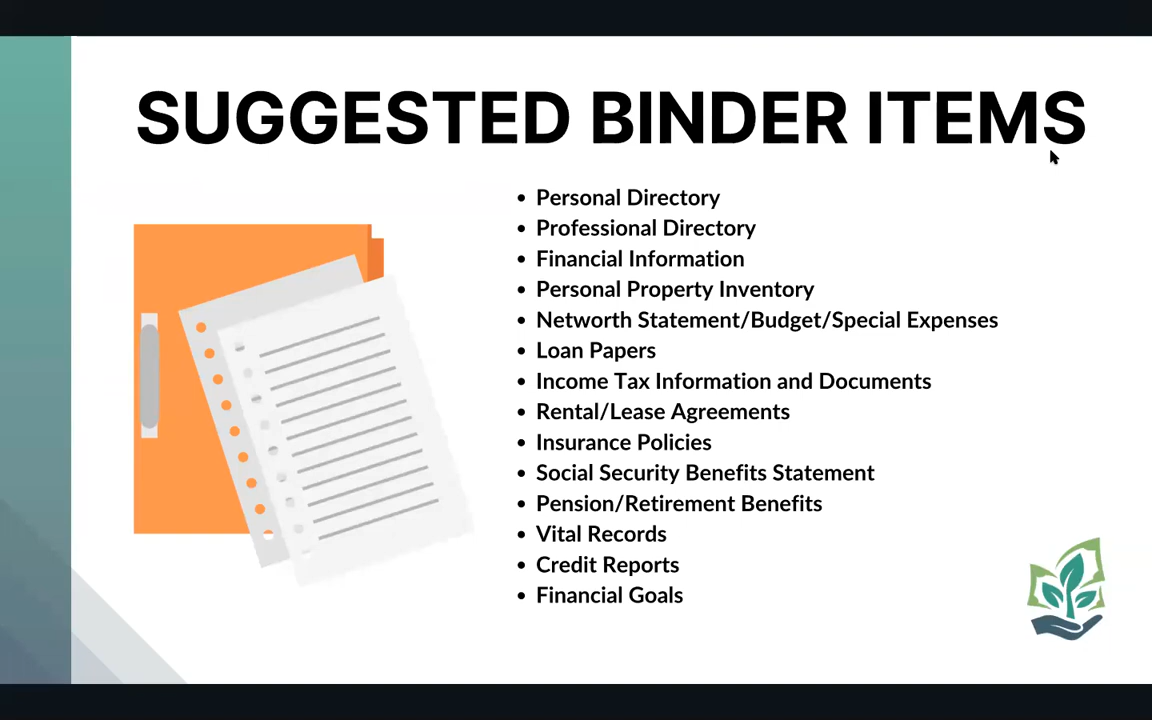 SUGGESTED BINDER ITEMS
• Personal Directory
• Professional Directory
• Financial Information
• Personal Property Inventory
• Networth Statement/Budget/Special Expenses
• Loan Papers
• Income Tax Information and Documents
• Rental/Lease Agreements
• Insurance Policies
• Social Security Benefits Statement
• Pension/Retirement Benefits
• Vital Records
• Credit Reports
• Financial Goals